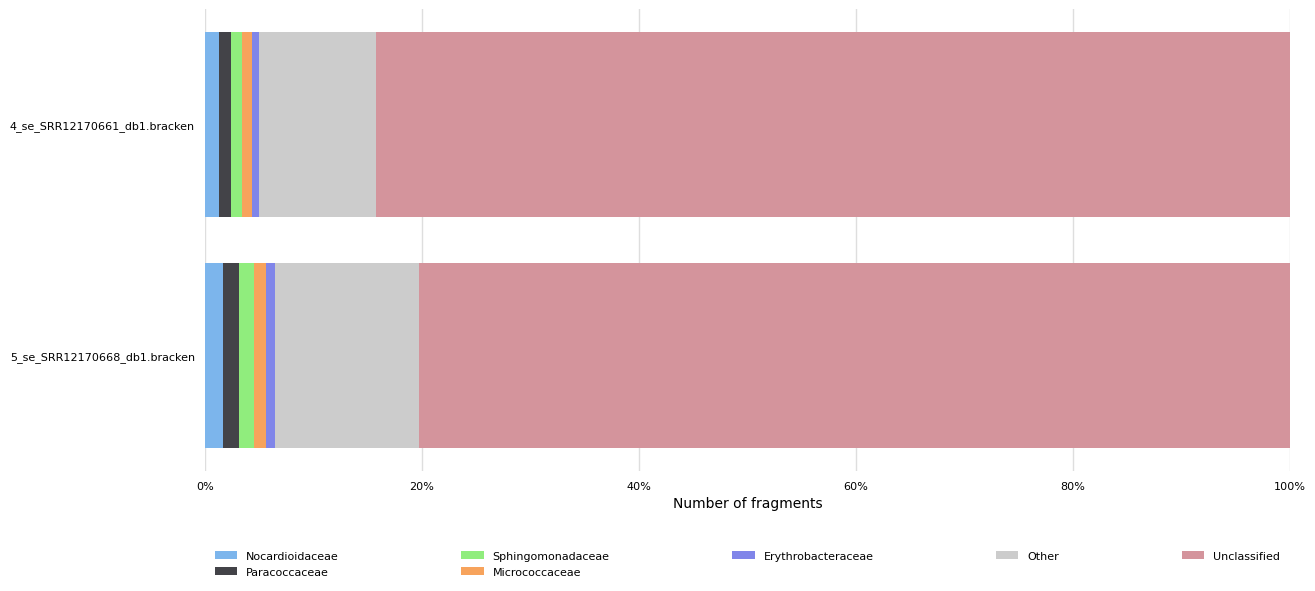 4_se_SRR12170661_db1.bracken
5_se_SRR12170668_db1.bracken
0% 20% 40% 60% 80% 100%
Number of fragments
Nocardioidaceae Sphingomonadaceae Erythrobacteraceae Other Unclassified
Paracoccaceae Micrococcaceae